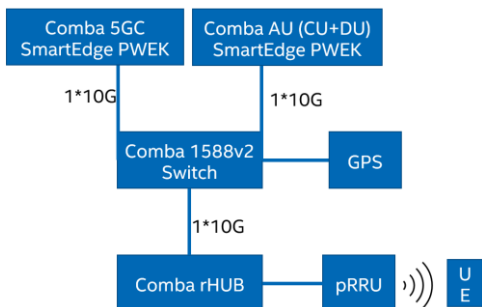 Comba 5GC
SmartEdge PWEK
Comba AU (CU+DU)
SmartEdge PWEK
1*10G
1*10G
Comba 1588v2
Switch
GPS
1*10G
Comba rHUB
pRRU
U
E